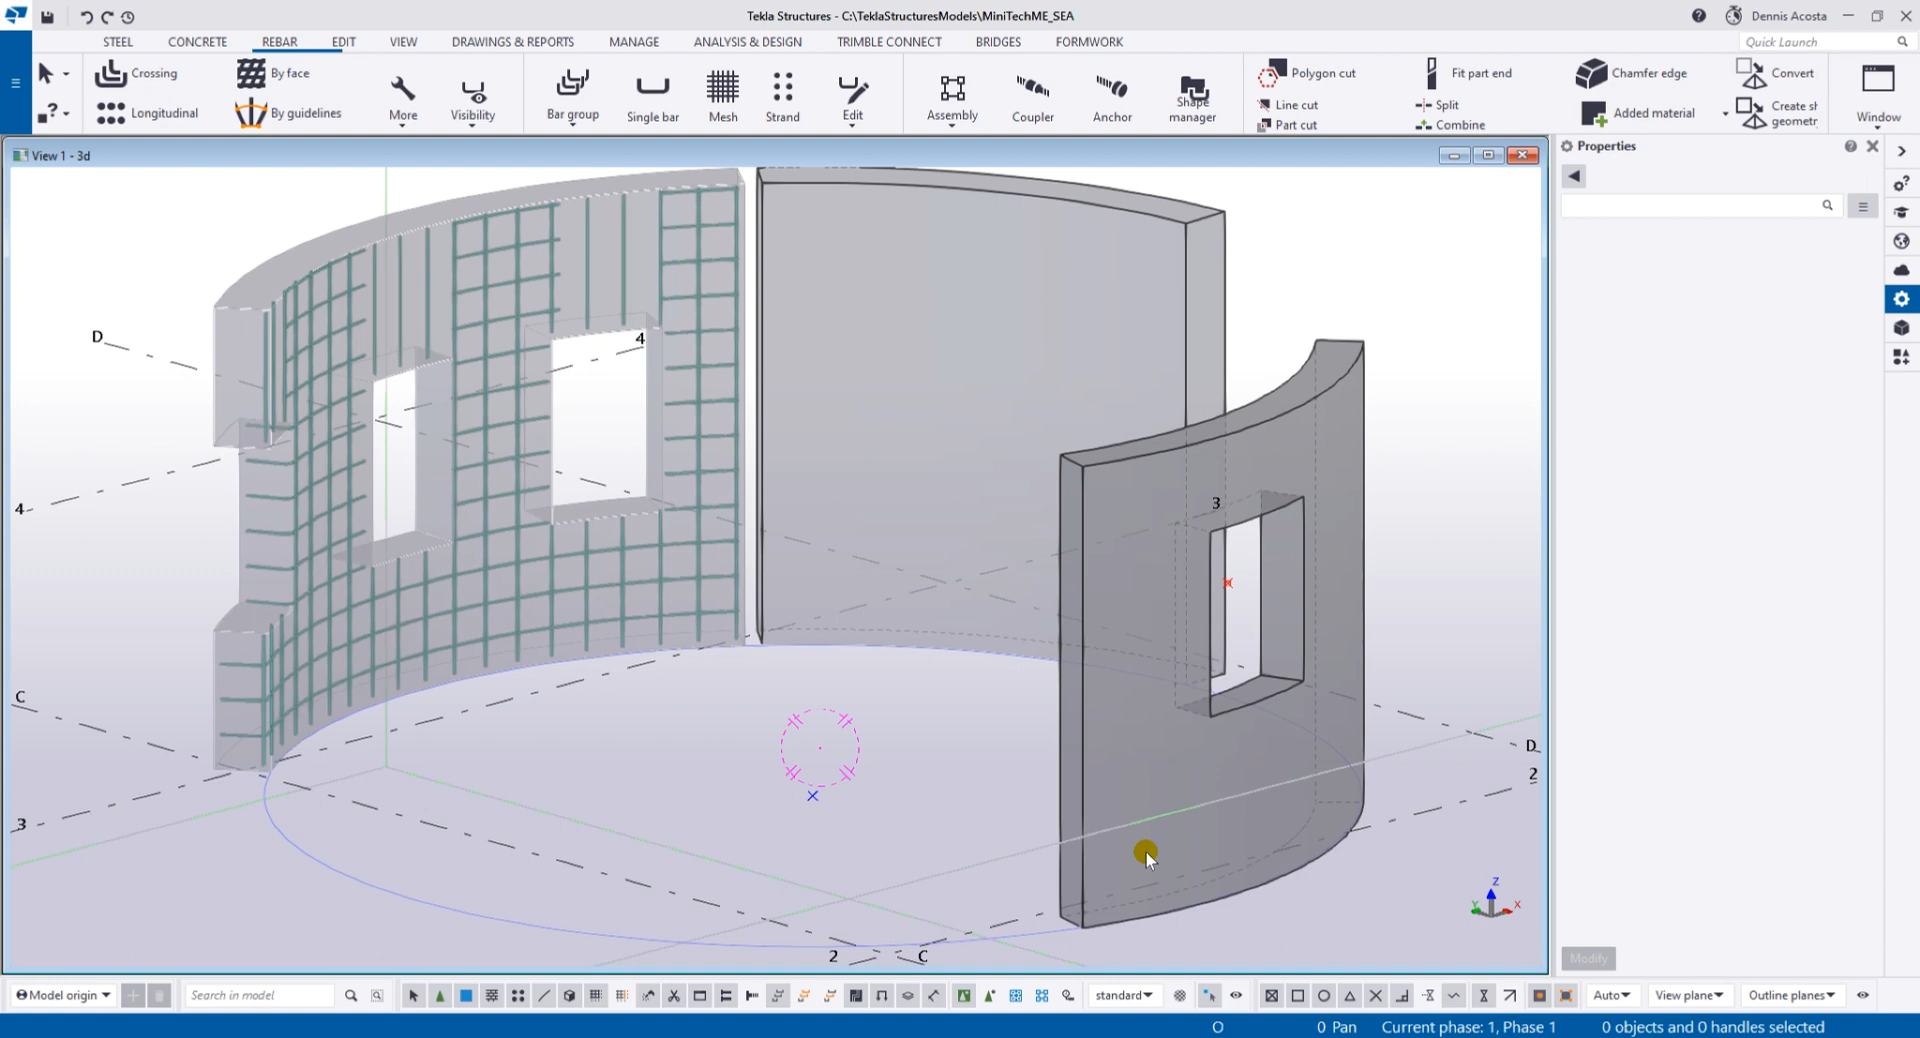 Tekla Structures - C:\TeklaStructuresModels\MiniTechME_SEA
Dennis Acosta
STEEL CONCRETE REBAR EDIT VIEW DRAWINGS & REPORTS MANAGE ANALYSIS & DESIGN TRIMBLE CONNECT BRIDGES FORMWORK
Quick Launch
Crossing
Longitudinal
By face
By guidelines
More
Visibility
Bar group
Single bar
Mesh
Strand
Edit
Assembly
Coupler
Anchor
Shape
manager
Polygon cut
Line cut
Part cut
Fit part end
Split
Combine
Chamfer edge
Added material
Convert
Create sh
geometr
Window
View 1 - 3d
Properties
D
4
3
4
C
3
D
2
2
C
Z
Y
X
Modify
Model origin
Search in model
standard
Auto
View plane
Outline planes
O
0 Pan
Current phase: 1, Phase 1
0 objects and 0 handles selected